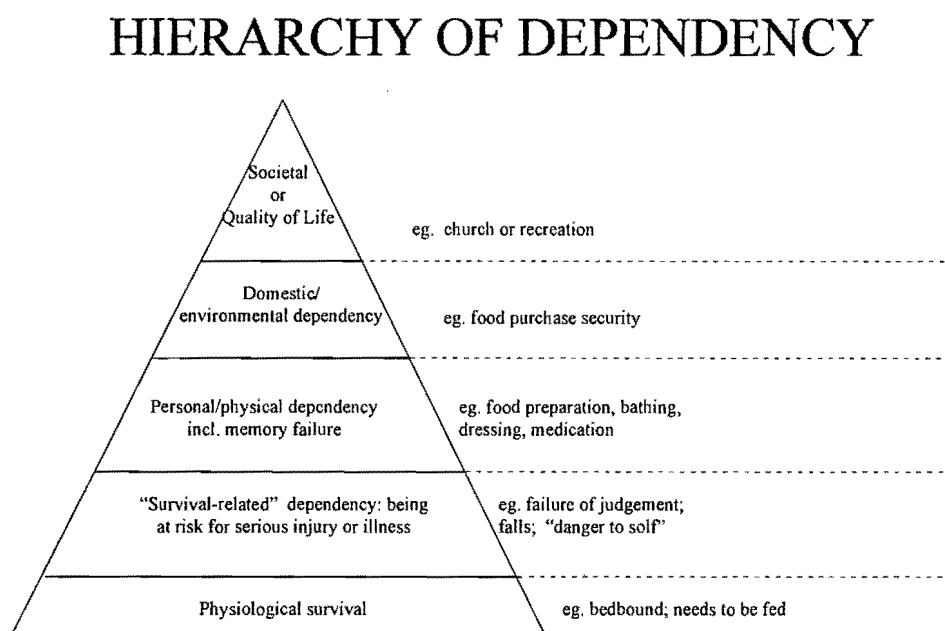 HIERARCHY OF DEPENDENCY
Societal
or
Quality of Life
eg. church or recreation
Domestic/
environmental dependency
eg. food purchase security
Personal/physical dependency
incl. memory failure
eg. food preparation, bathing,
dressing, medication
“Survival-related” dependency: being
at risk for serious injury or illness
eg. failure of judgement;
falls; “danger to solf”
Physiological survival
eg. bedbound; needs to be fed